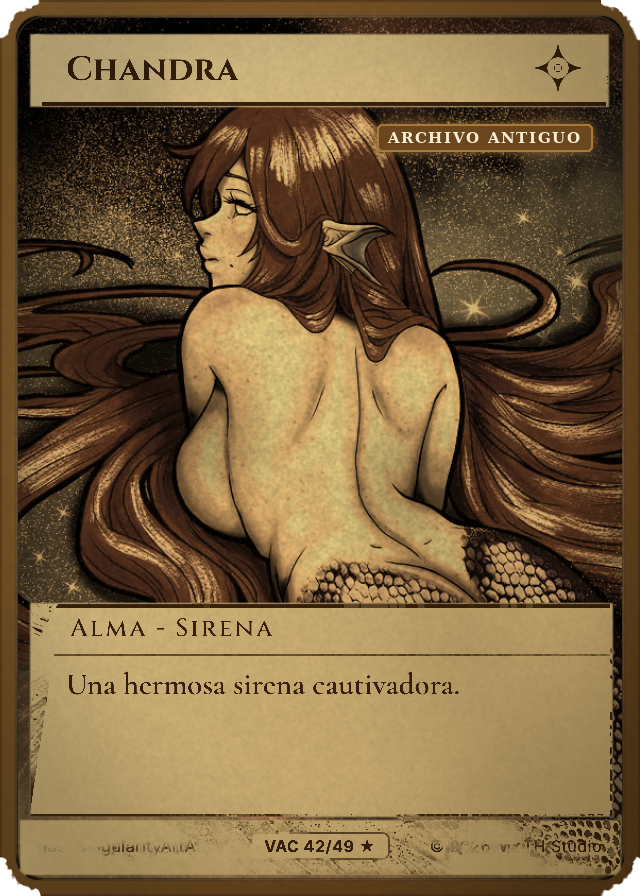 CHANDRA
ARCHIVO ANTIGUO
ALMA - SIRENA
Una hermosa sirena cautivadora.
VAC 42/49 ★
©